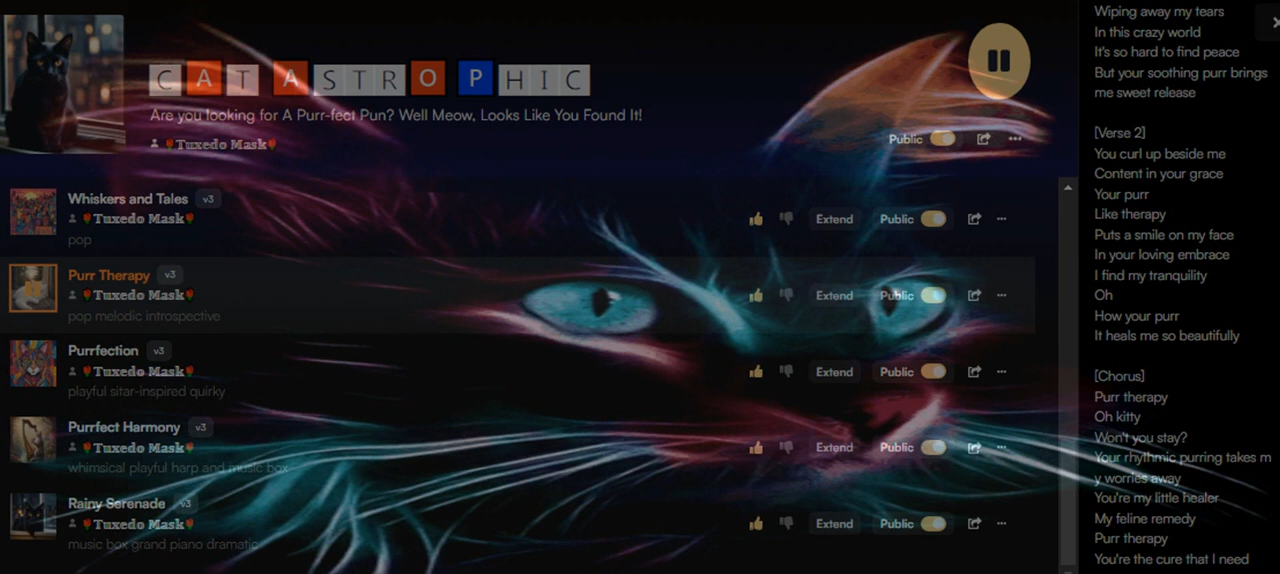 CATASTROPHIC
Are you looking for A Purr-fect Pun? Well Meow, Looks Like You Found It!
🌹Tuxedo Mask🌹
Public
Whiskers and Tales v3
🌹Tuxedo Mask🌹
pop
Extend Public
Purr Therapy v3
🌹Tuxedo Mask🌹
pop melodic introspective
Extend Public
Purrfection v3
🌹Tuxedo Mask🌹
playful sitar-inspired quirky
Extend Public
Purrfect Harmony v3
🌹Tuxedo Mask🌹
whimsical playful harp and music box
Extend Public
Rainy Serenade v3
🌹Tuxedo Mask🌹
music box grand piano dramatic
Extend Public
Wiping away my tears
In this crazy world
It's so hard to find peace
But your soothing purr brings
me sweet release
[Verse 2]
You curl up beside me
Content in your grace
Your purr
Like therapy
Puts a smile on my face
In your loving embrace
I find my tranquility
Oh
How your purr
It heals me so beautifully
[Chorus]
Purr therapy
Oh kitty
Won't you stay?
Your rhythmic purring takes m
y worries away
You're my little healer
My feline remedy
Purr therapy
You're the cure that I need